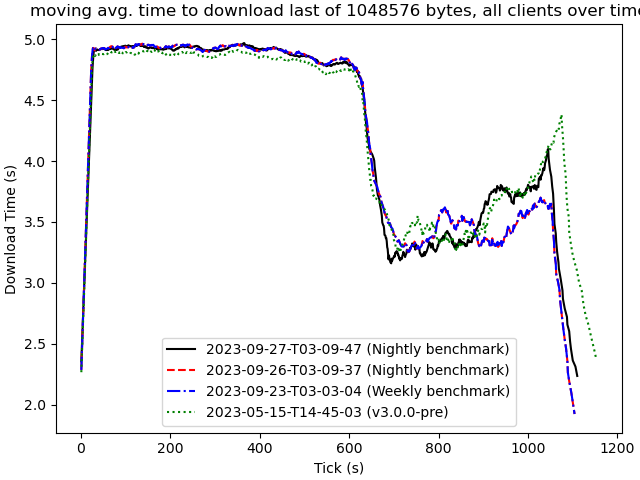 moving avg. time to download last of 1048576 bytes, all clients over time
5.0
4.5
4.0
3.5
3.0
2.5
2.0
Download Time (s)
2023-09-27-T03-09-47 (Nightly benchmark)
2023-09-26-T03-09-37 (Nightly benchmark)
2023-09-23-T03-03-04 (Weekly benchmark)
2023-05-15-T14-45-03 (v3.0.0-pre)
0 200 400 600 800 1000 1200
Tick (s)